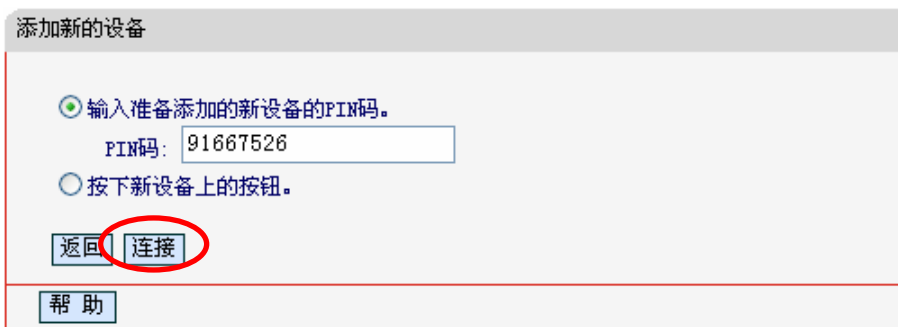 添加新的设备
输入准备添加的新设备的PIN码。
PIN码: 91667526
按下新设备上的按钮。
返回 连接
帮 助